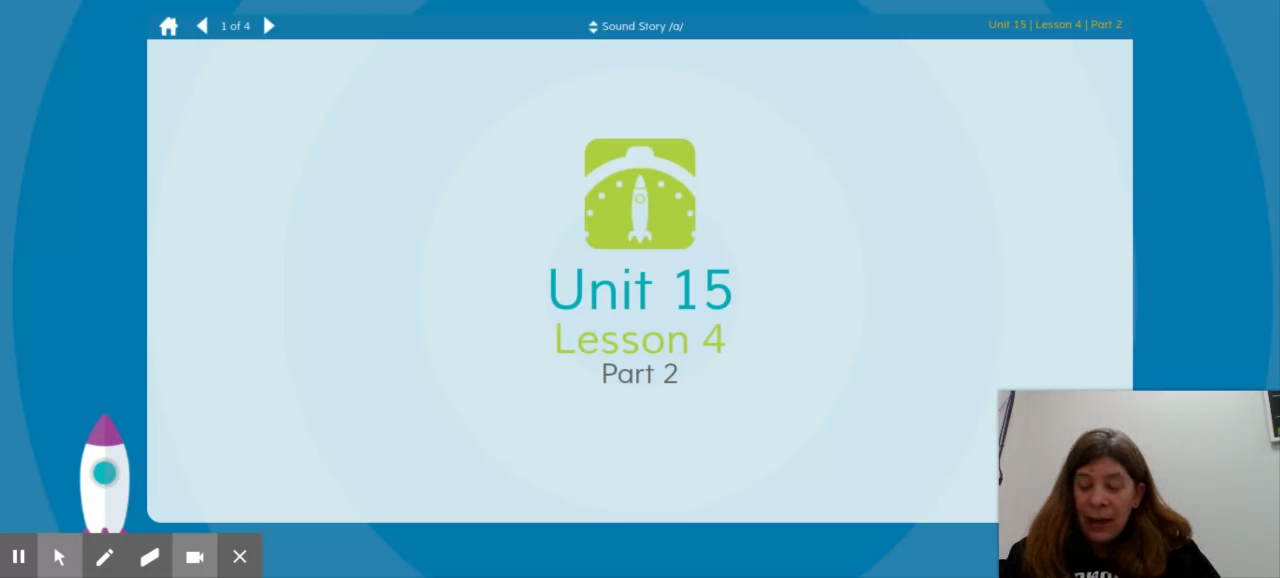 1 of 4
Sound Story /a/
Unit 15 | Lesson 4 | Part 2
Unit 15
Lesson 4
Part 2